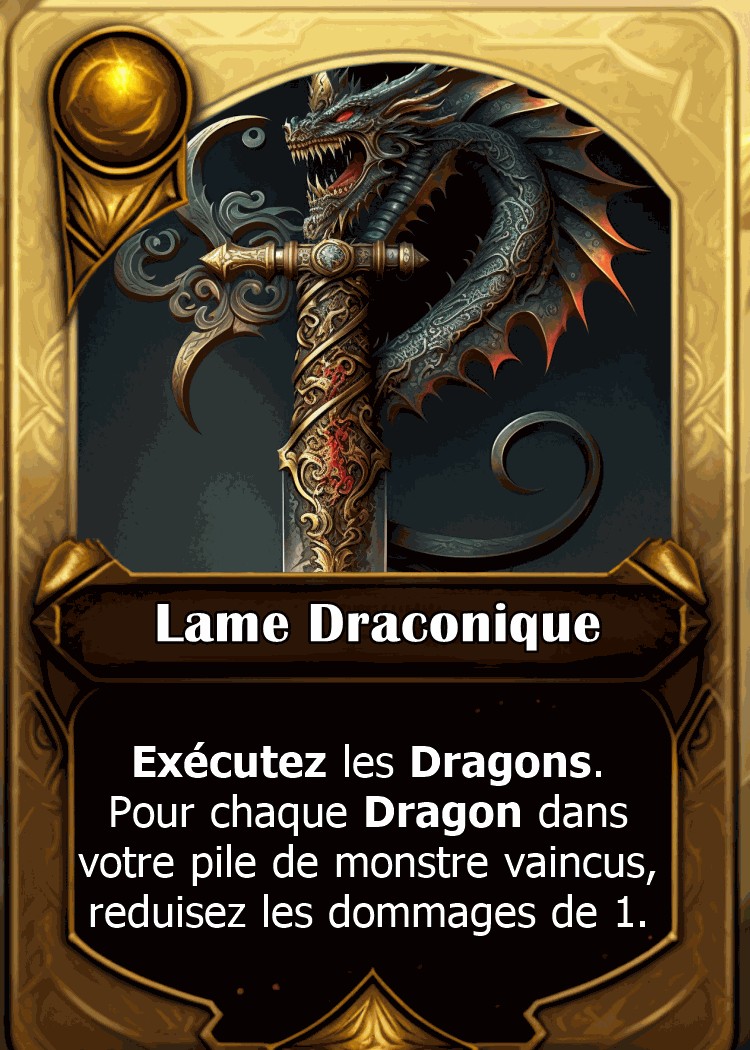 Lame Draconique
Exécutez les Dragons.
Pour chaque Dragon dans
votre pile de monstre vaincus,
reduisez les dommages de 1.